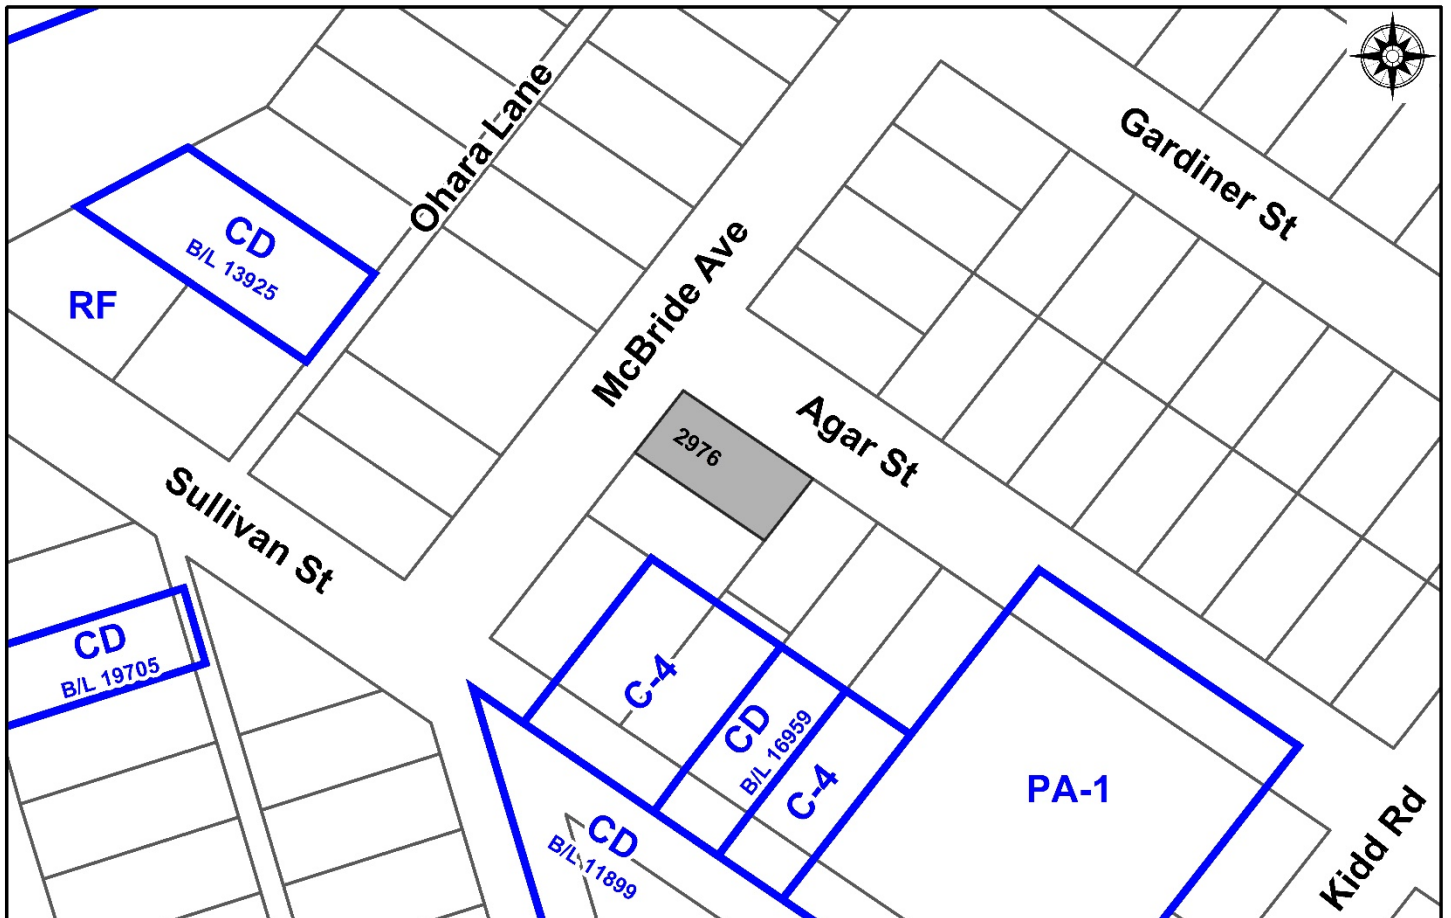 Gardiner St
Ohara Lane
CD
B/L 13925
RF
McBride Ave
Agar St
2976
Sullivan St
CD
B/L 19705
C-4
CD
B/L 16959
C-4
PA-1
CD
B/L 11899
Kidd Rd